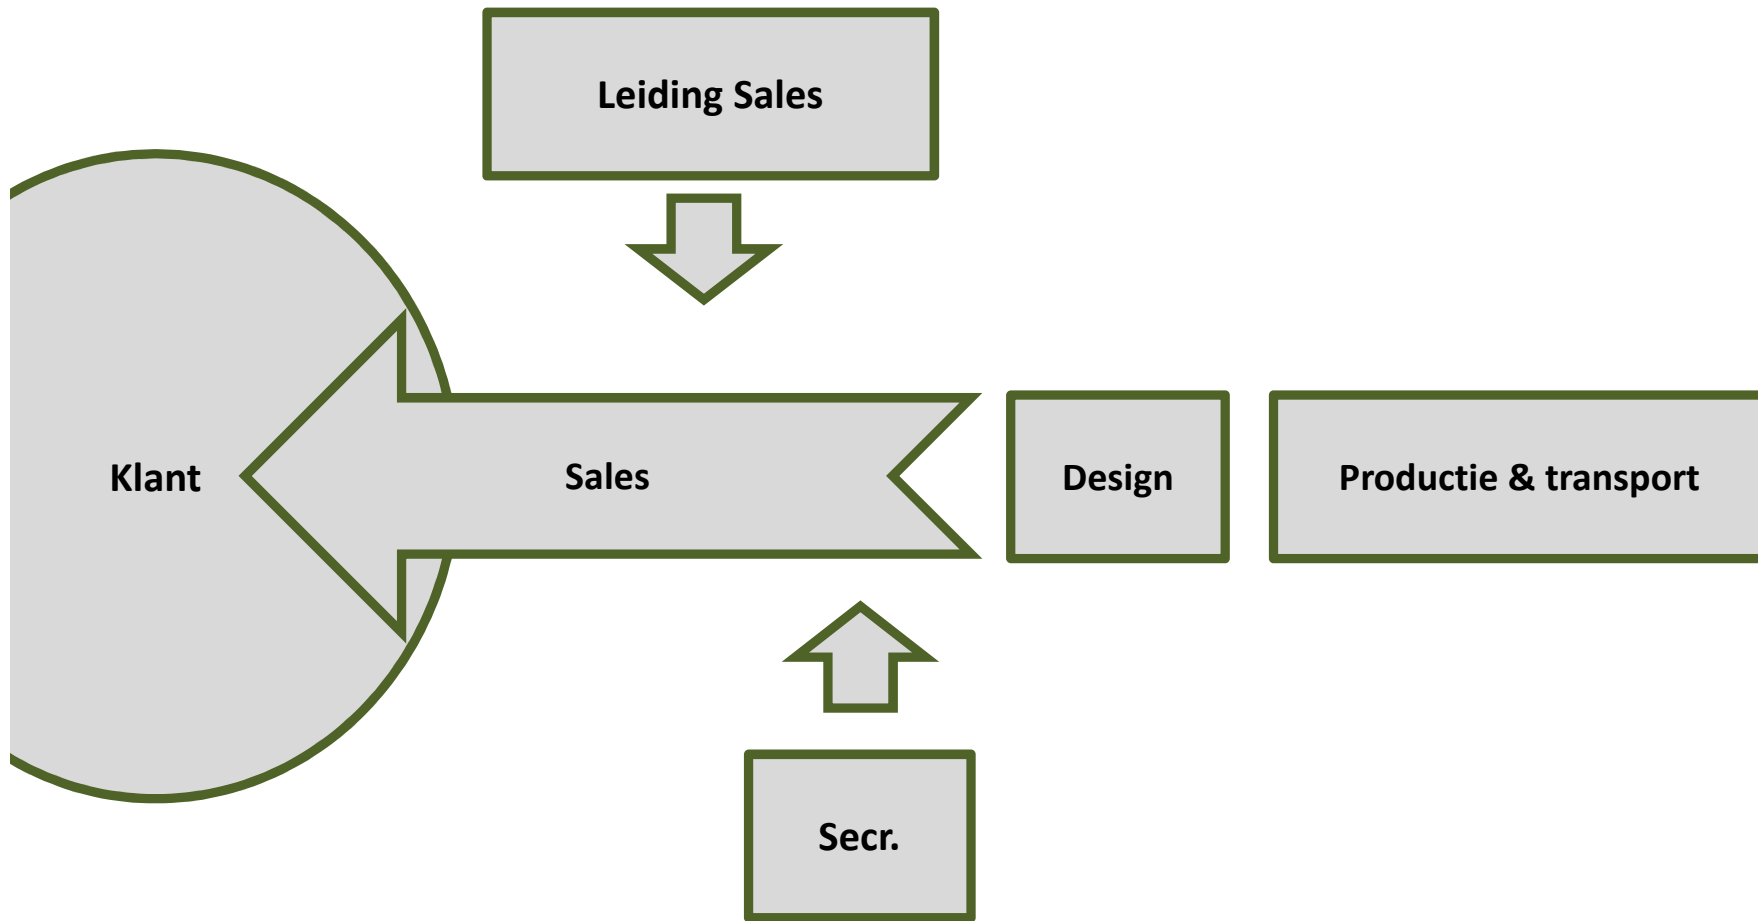 Leiding Sales
Klant
Sales
Design
Productie & transport
Secr.